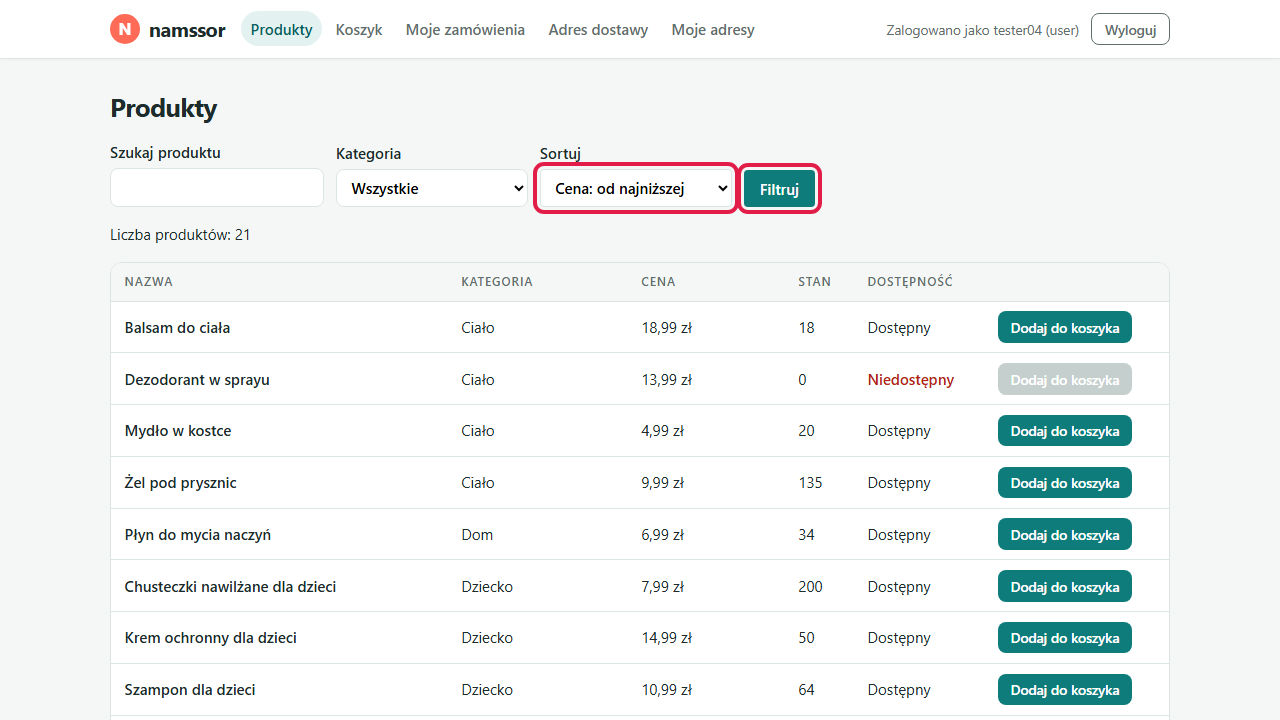 N namssor Produkty Koszyk Moje zamówienia Adres dostawy Moje adresy Zalogowano jako tester04 (user) Wyloguj
Produkty
Szukaj produktu Kategoria Sortuj
Wszystkie Cena: od najniższej Filtruj
Liczba produktów: 21
NAZWA KATEGORIA CENA STAN DOSTĘPNOŚĆ
Balsam do ciała Ciało 18,99 zł 18 Dostępny Dodaj do koszyka
Dezodorant w sprayu Ciało 13,99 zł 0 Niedostępny Dodaj do koszyka
Mydło w kostce Ciało 4,99 zł 20 Dostępny Dodaj do koszyka
Żel pod prysznic Ciało 9,99 zł 135 Dostępny Dodaj do koszyka
Płyn do mycia naczyń Dom 6,99 zł 34 Dostępny Dodaj do koszyka
Chusteczki nawilżane dla dzieci Dziecko 7,99 zł 200 Dostępny Dodaj do koszyka
Krem ochronny dla dzieci Dziecko 14,99 zł 50 Dostępny Dodaj do koszyka
Szampon dla dzieci Dziecko 10,99 zł 64 Dostępny Dodaj do koszyka